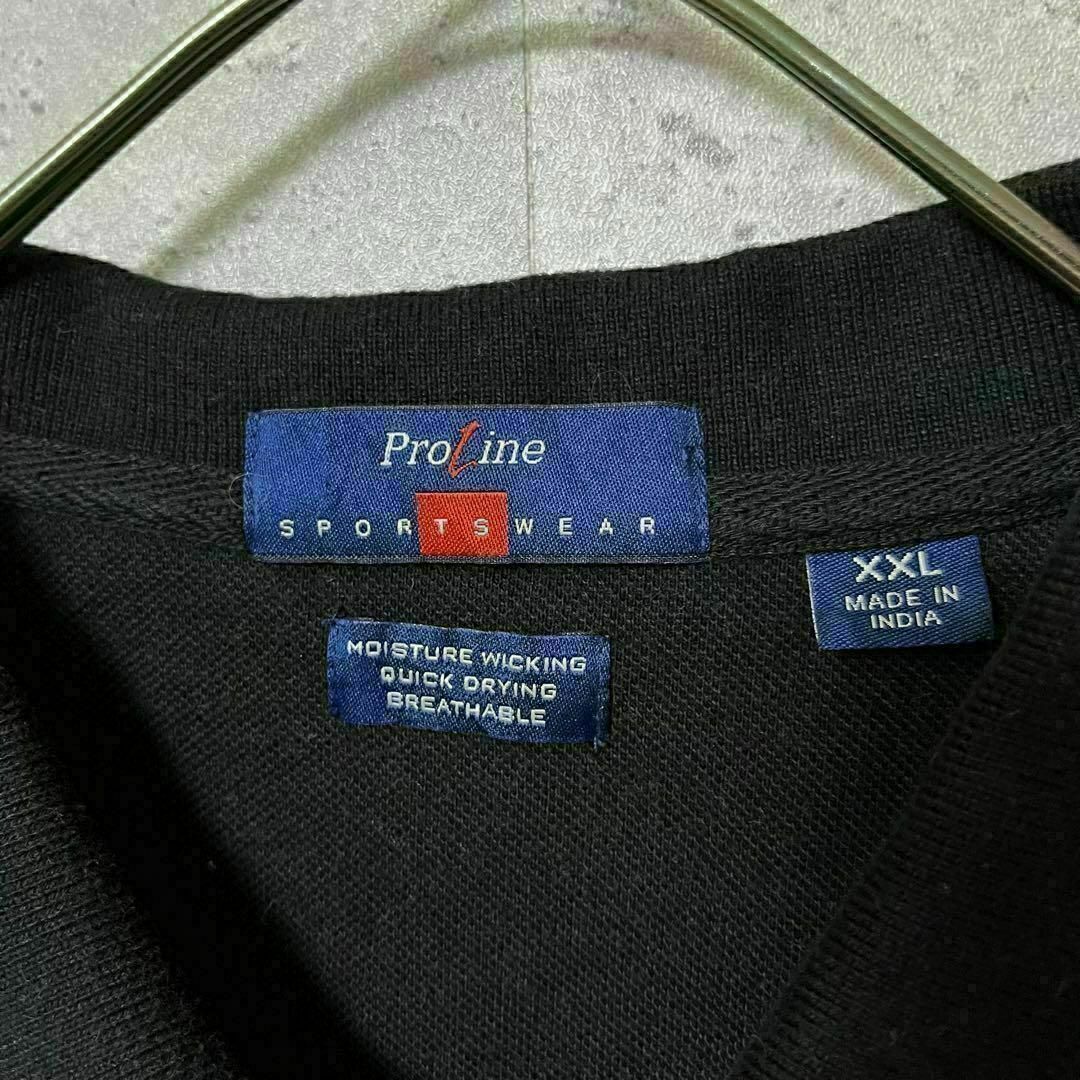 ProLine
SPORTSWEAR
XXL
MADE IN
INDIA
MOISTURE WICKING
QUICK DRYING
BREATHABLE